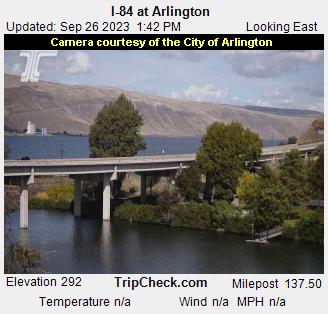 I-84 at Arlington
Updated: Sep 26 2023 1:42 PM Looking East
Camera courtesy of the City of Arlington
Elevation 292 TripCheck.com Milepost 137.50
Temperature n/a Wind n/a MPH n/a